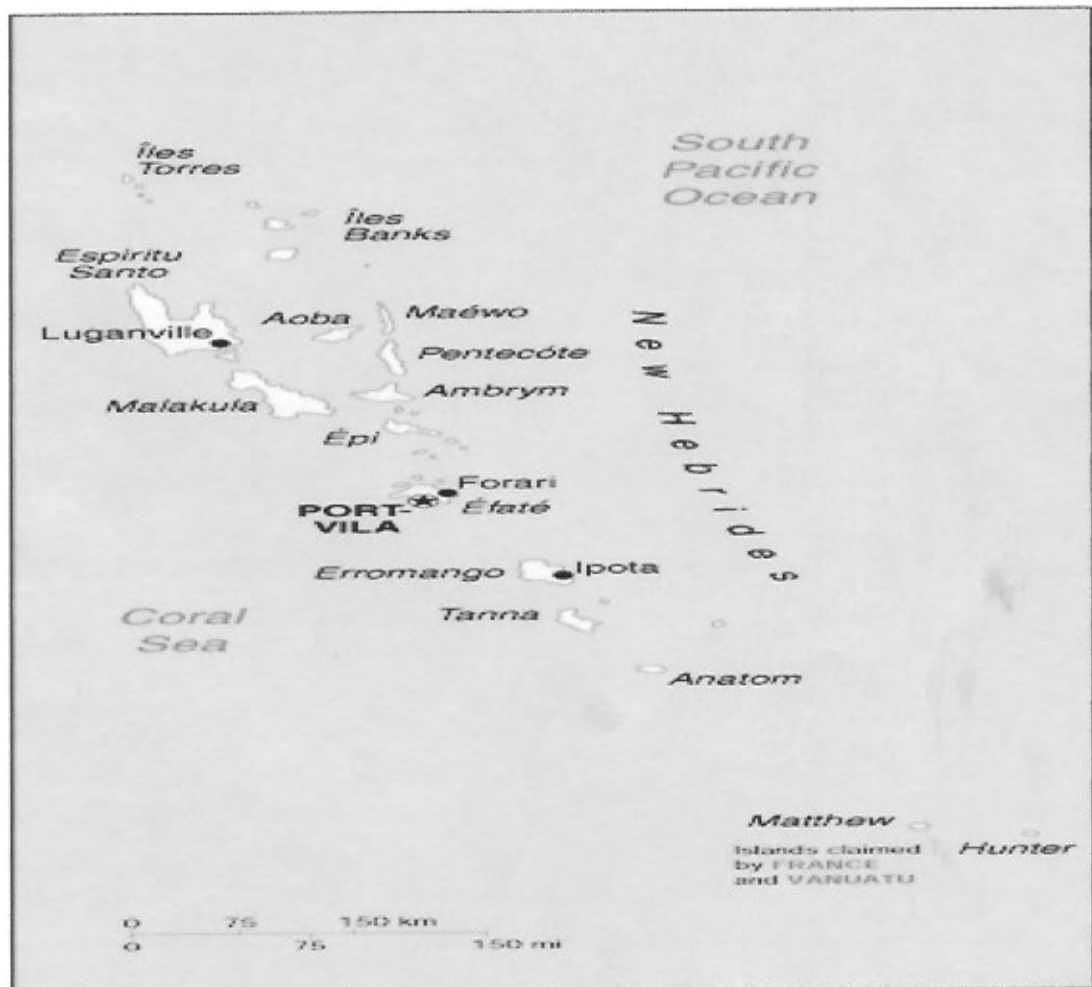 South
Pacific
Ocean
Îles
Torres
Îles
Banks
Espiritu
Santo
Aoba
Maéwo
Luganville
Pentecóte
Ambrym
Malakula
Épi
New Hebrides
Forari
PORT-
VILA
Éfaté
Erromango
Ipota
Coral
Sea
Tanna
Anatom
Matthew
Islands claimed
by FRANCE
and VANUATU
Hunter
0 75 150 km
0 75 150 mi